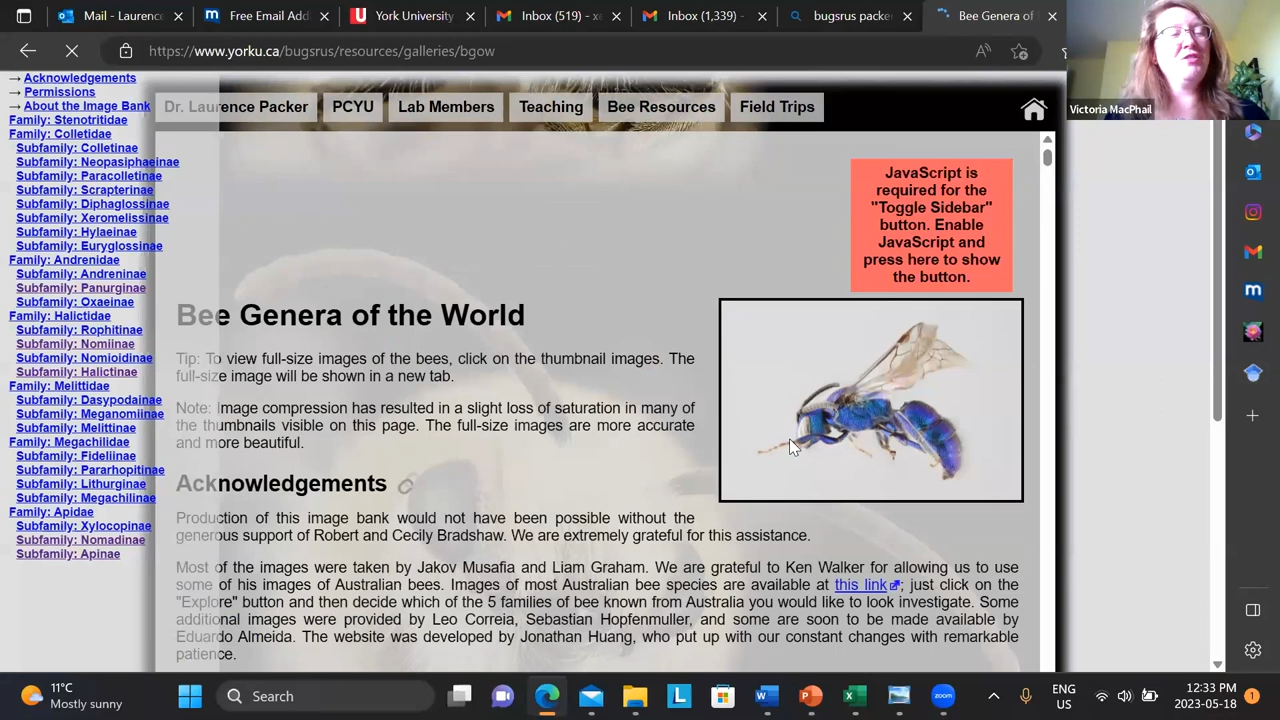 Mail - Laurence
Free Email Add
York University
Inbox (519) - xe
Inbox (1,339) -
bugsrus packe
Bee Genera of
https://www.yorku.ca/bugsrus/resources/galleries/bgow
→ Acknowledgements
→ Permissions
→ About the Image Bank
Family: Stenotritidae
Family: Colletidae
Subfamily: Colletinae
Subfamily: Neopasiphaeinae
Subfamily: Paracolletinae
Subfamily: Scrapterinae
Subfamily: Diphaglossinae
Subfamily: Xeromelissinae
Subfamily: Hylaeinae
Subfamily: Euryglossinae
Family: Andrenidae
Subfamily: Andreninae
Subfamily: Panurginae
Subfamily: Oxaeinae
Family: Halictidae
Subfamily: Rophitinae
Subfamily: Nomiinae
Subfamily: Nomioidinae
Subfamily: Halictinae
Family: Melittidae
Subfamily: Dasypodainae
Subfamily: Meganomiinae
Subfamily: Melittinae
Family: Megachilidae
Subfamily: Fideliinae
Subfamily: Pararhopitinae
Subfamily: Lithurginae
Subfamily: Megachilinae
Family: Apidae
Subfamily: Xylocopinae
Subfamily: Nomadinae
Subfamily: Apinae
Dr. Laurence Packer PCYU Lab Members Teaching Bee Resources Field Trips
JavaScript is
required for the
"Toggle Sidebar"
button. Enable
JavaScript and
press here to show
the button.
Bee Genera of the World
Tip: To view full-size images of the bees, click on the thumbnail images. The
full-size image will be shown in a new tab.
Note: Image compression has resulted in a slight loss of saturation in many of
the thumbnails visible on this page. The full-size images are more accurate
and more beautiful.
Acknowledgements
Production of this image bank would not have been possible without the
generous support of Robert and Cecily Bradshaw. We are extremely grateful for this assistance.
Most of the images were taken by Jakov Musafia and Liam Graham. We are grateful to Ken Walker for allowing us to use
some of his images of Australian bees. Images of most Australian bee species are available at this link; just click on the
"Explore" button and then decide which of the 5 families of bee known from Australia you would like to look investigate. Some
additional images were provided by Leo Correia, Sebastian Hopfenmuller, and some are soon to be made available by
Eduardo Almeida. The website was developed by Jonathan Huang, who put up with our constant changes with remarkable
patience.
Victoria MacPhail
11°C
Mostly sunny
Search
zoom
ENG
US
12:33 PM
2023-05-18
1